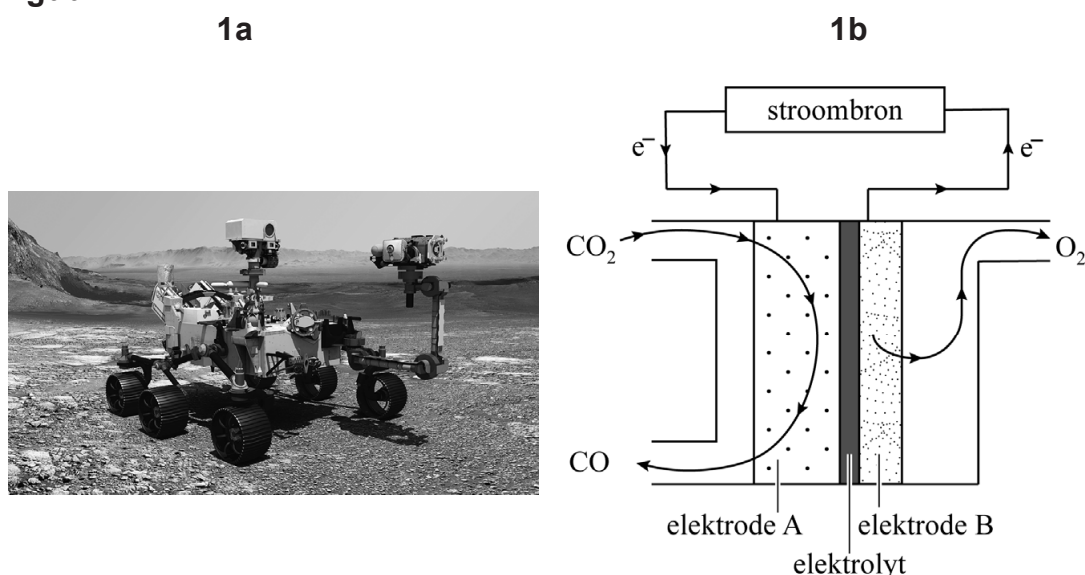 1a
1b
stroombron
e⁻
e⁻
CO₂
O₂
CO
elektrode A
elektrode B
elektrolyt